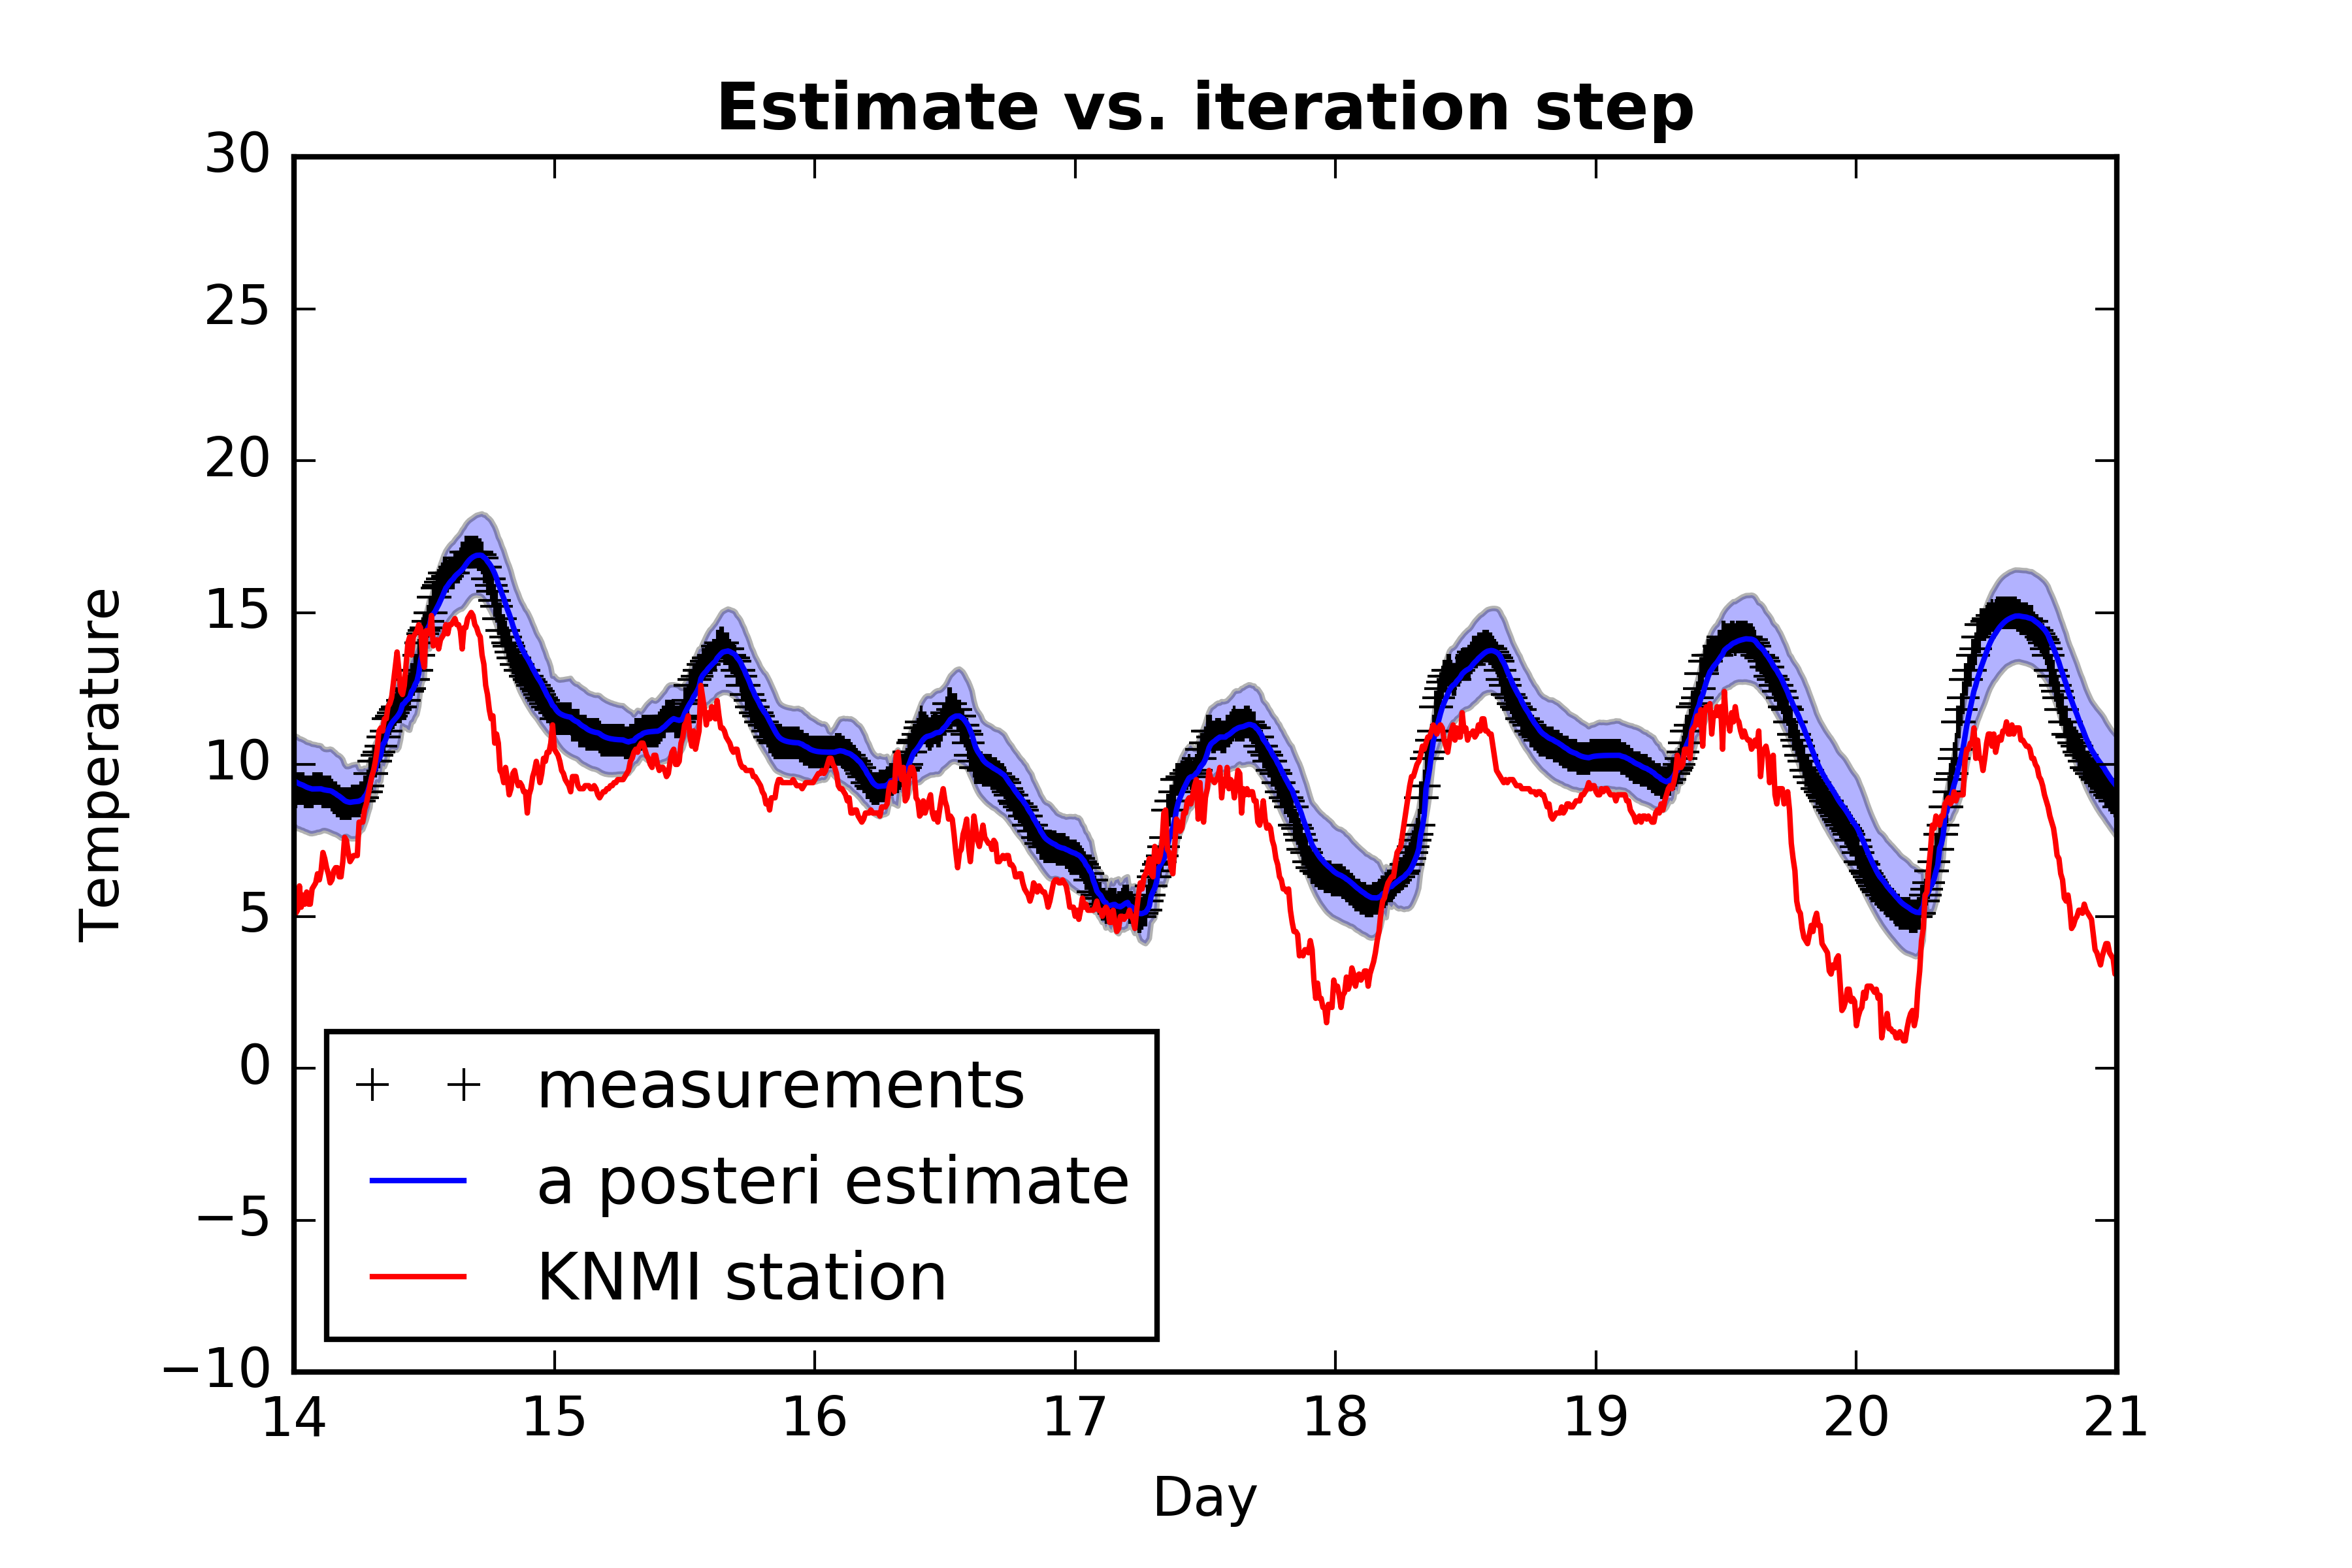 Estimate vs. iteration step
30
25
20
15
10
5
0
−5
−10
Temperature
measurements
a posteri estimate
KNMI station
14 15 16 17 18 19 20 21
Day